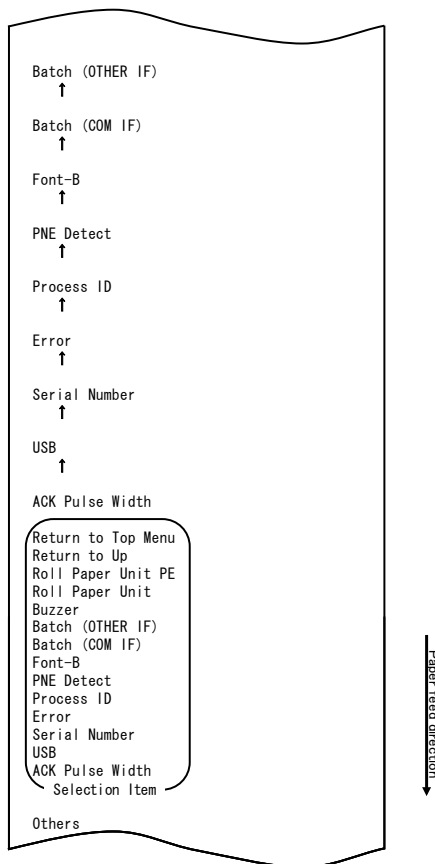 Batch (OTHER IF)
↑
Batch (COM IF)
↑
Font-B
↑
PNE Detect
↑
Process ID
↑
Error
↑
Serial Number
↑
USB
↑
ACK Pulse Width
Return to Top Menu
Return to Up
Roll Paper Unit PE
Roll Paper Unit
Buzzer
Batch (OTHER IF)
Batch (COM IF)
Font-B
PNE Detect
Process ID
Error
Serial Number
USB
ACK Pulse Width
Selection Item
Others
Paper feed direction